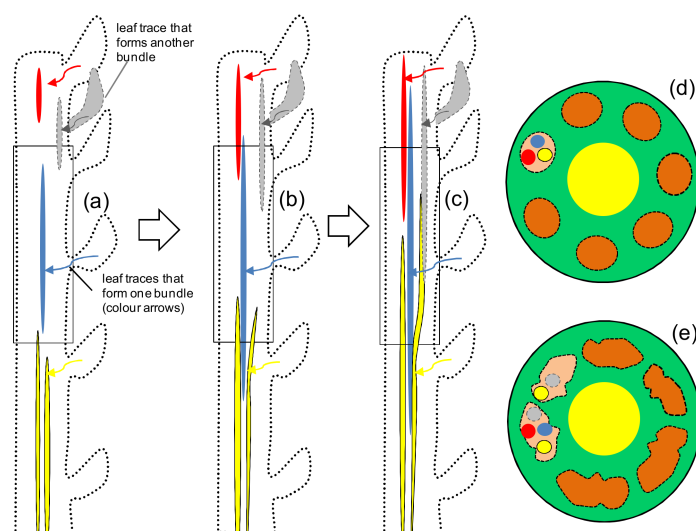 leaf trace that
forms another
bundle
(a)
(b)
(c)
(d)
leaf traces that
form one bundle
(colour arrows)
(e)